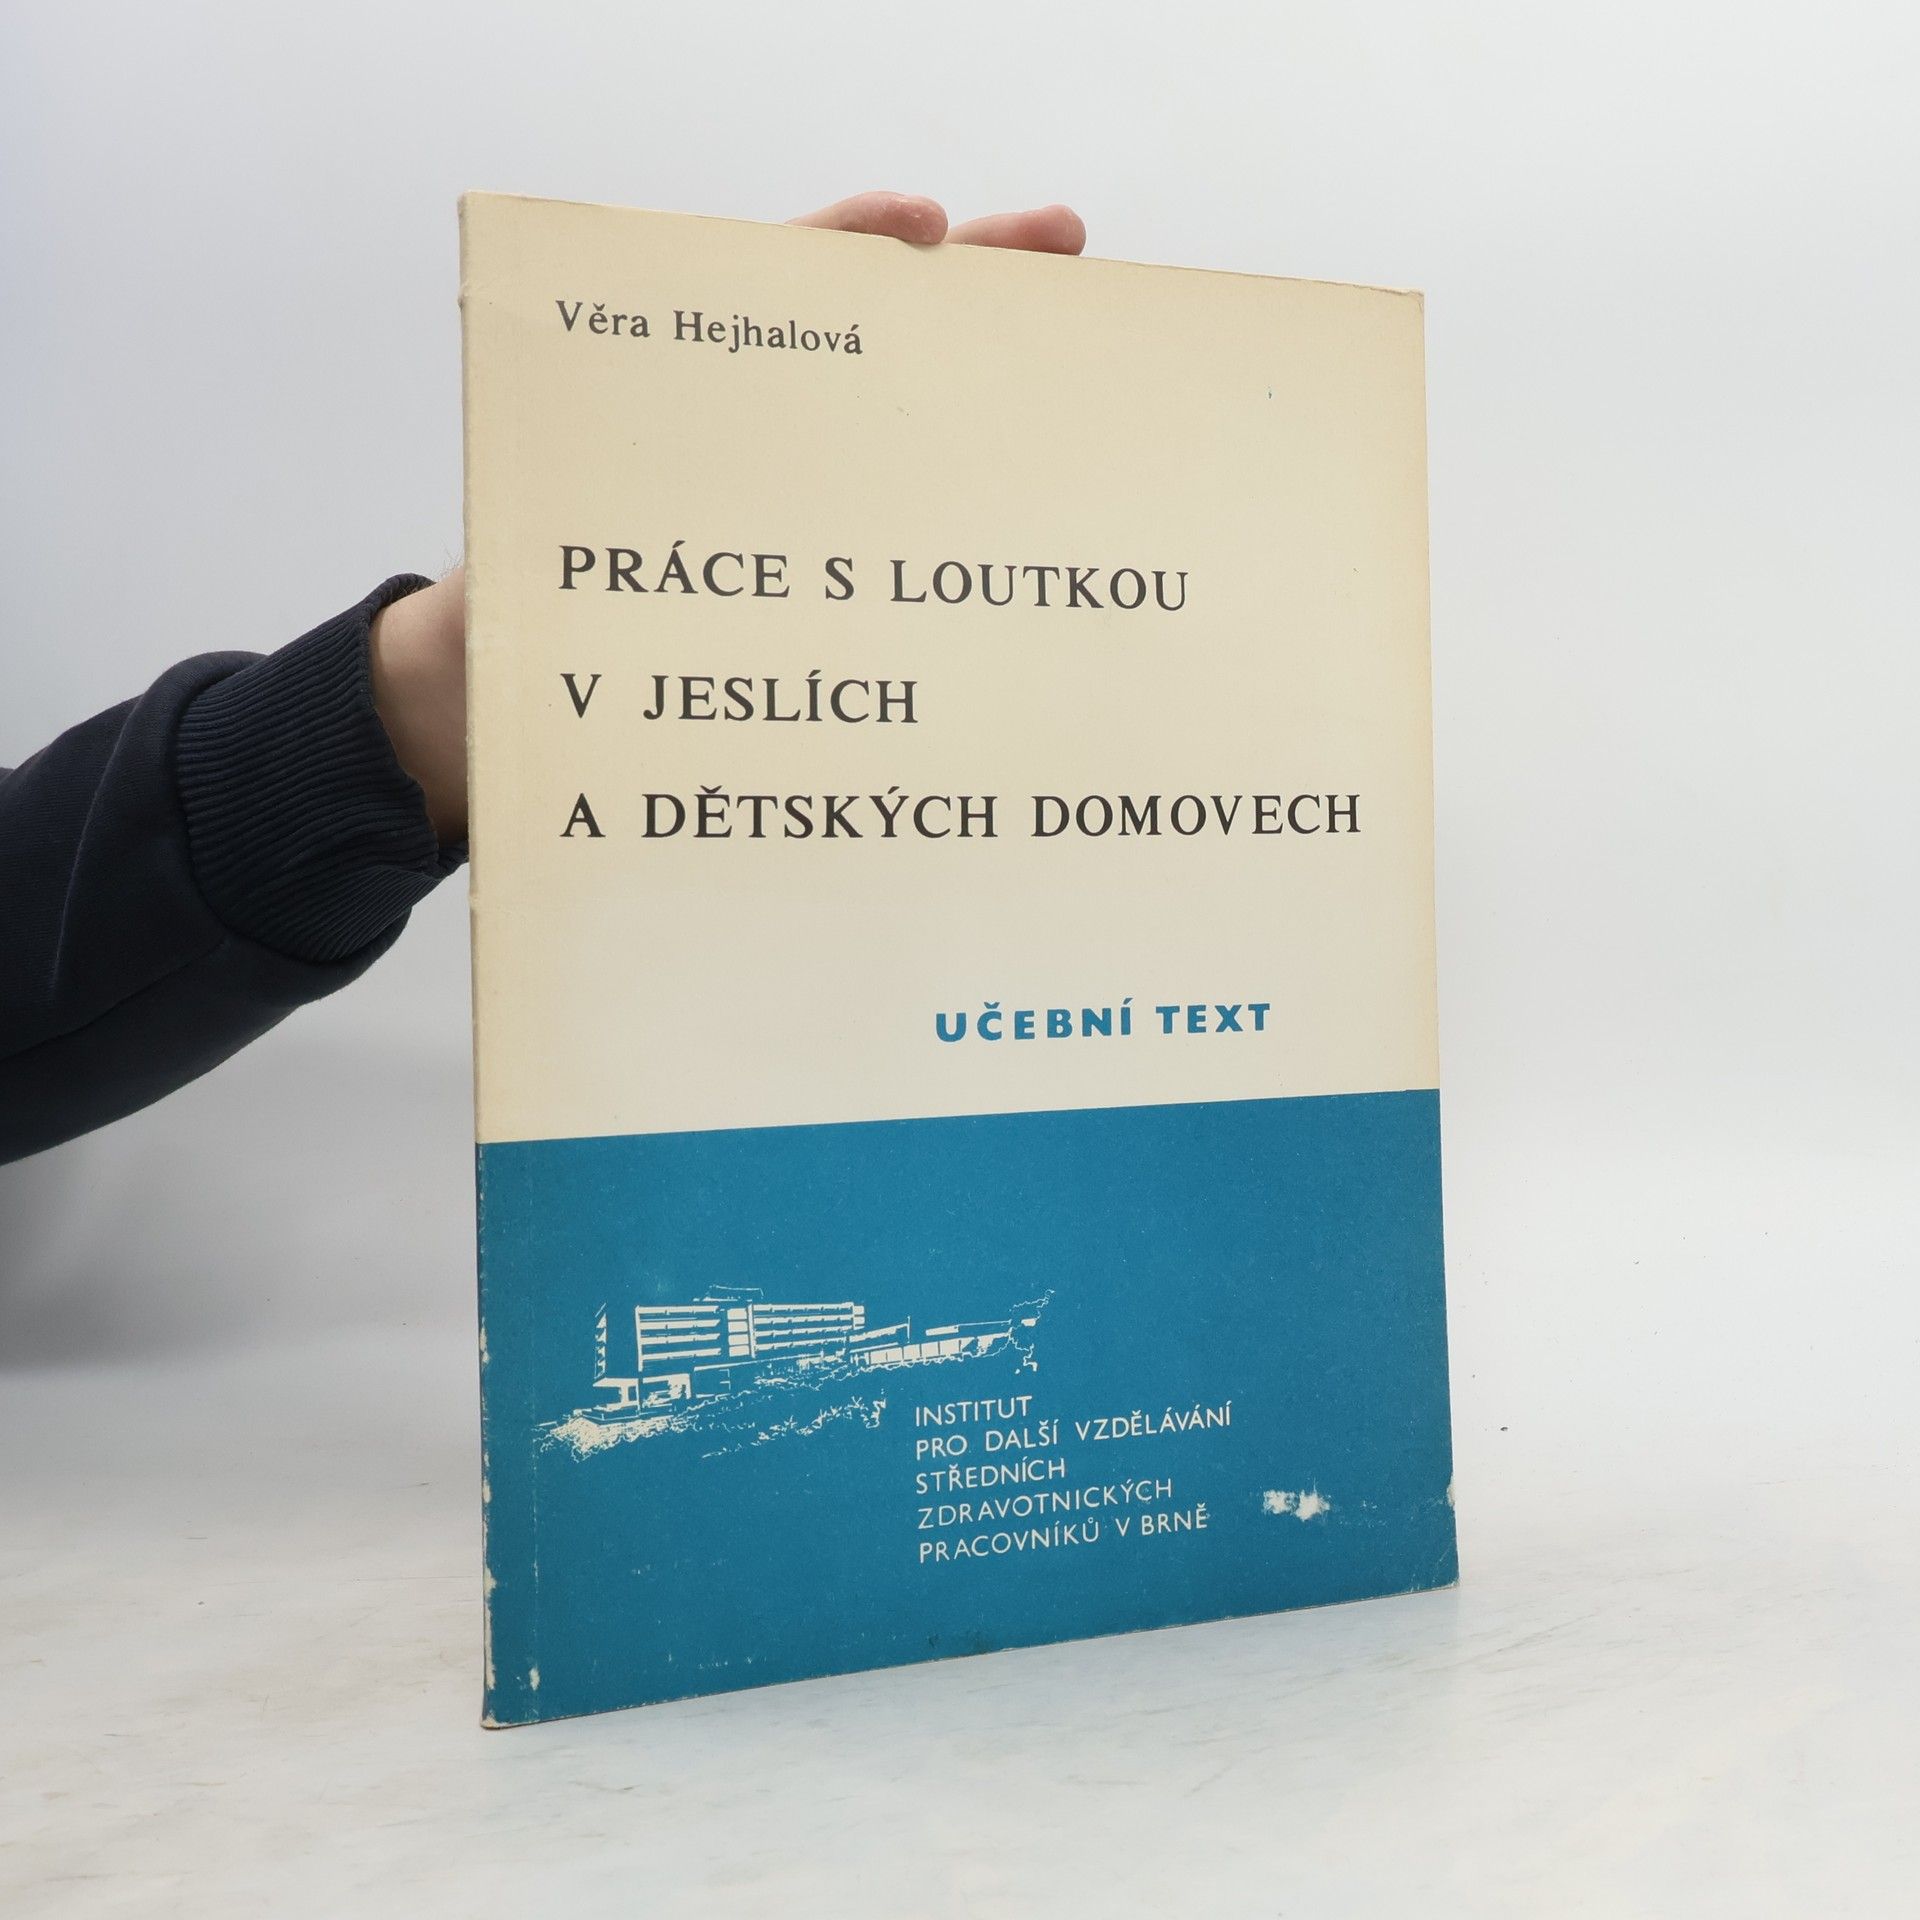 Věra Hejhalová
PRÁCE S LOUTKOU
V JESLÍCH
A DĚTSKÝCH DOMOVECH
UČEBNÍ TEXT
INSTITUT
PRO DALŠÍ VZDĚLÁVÁNÍ
STŘEDNÍCH
ZDRAVOTNICKÝCH
PRACOVNÍKŮ V BRNĚ